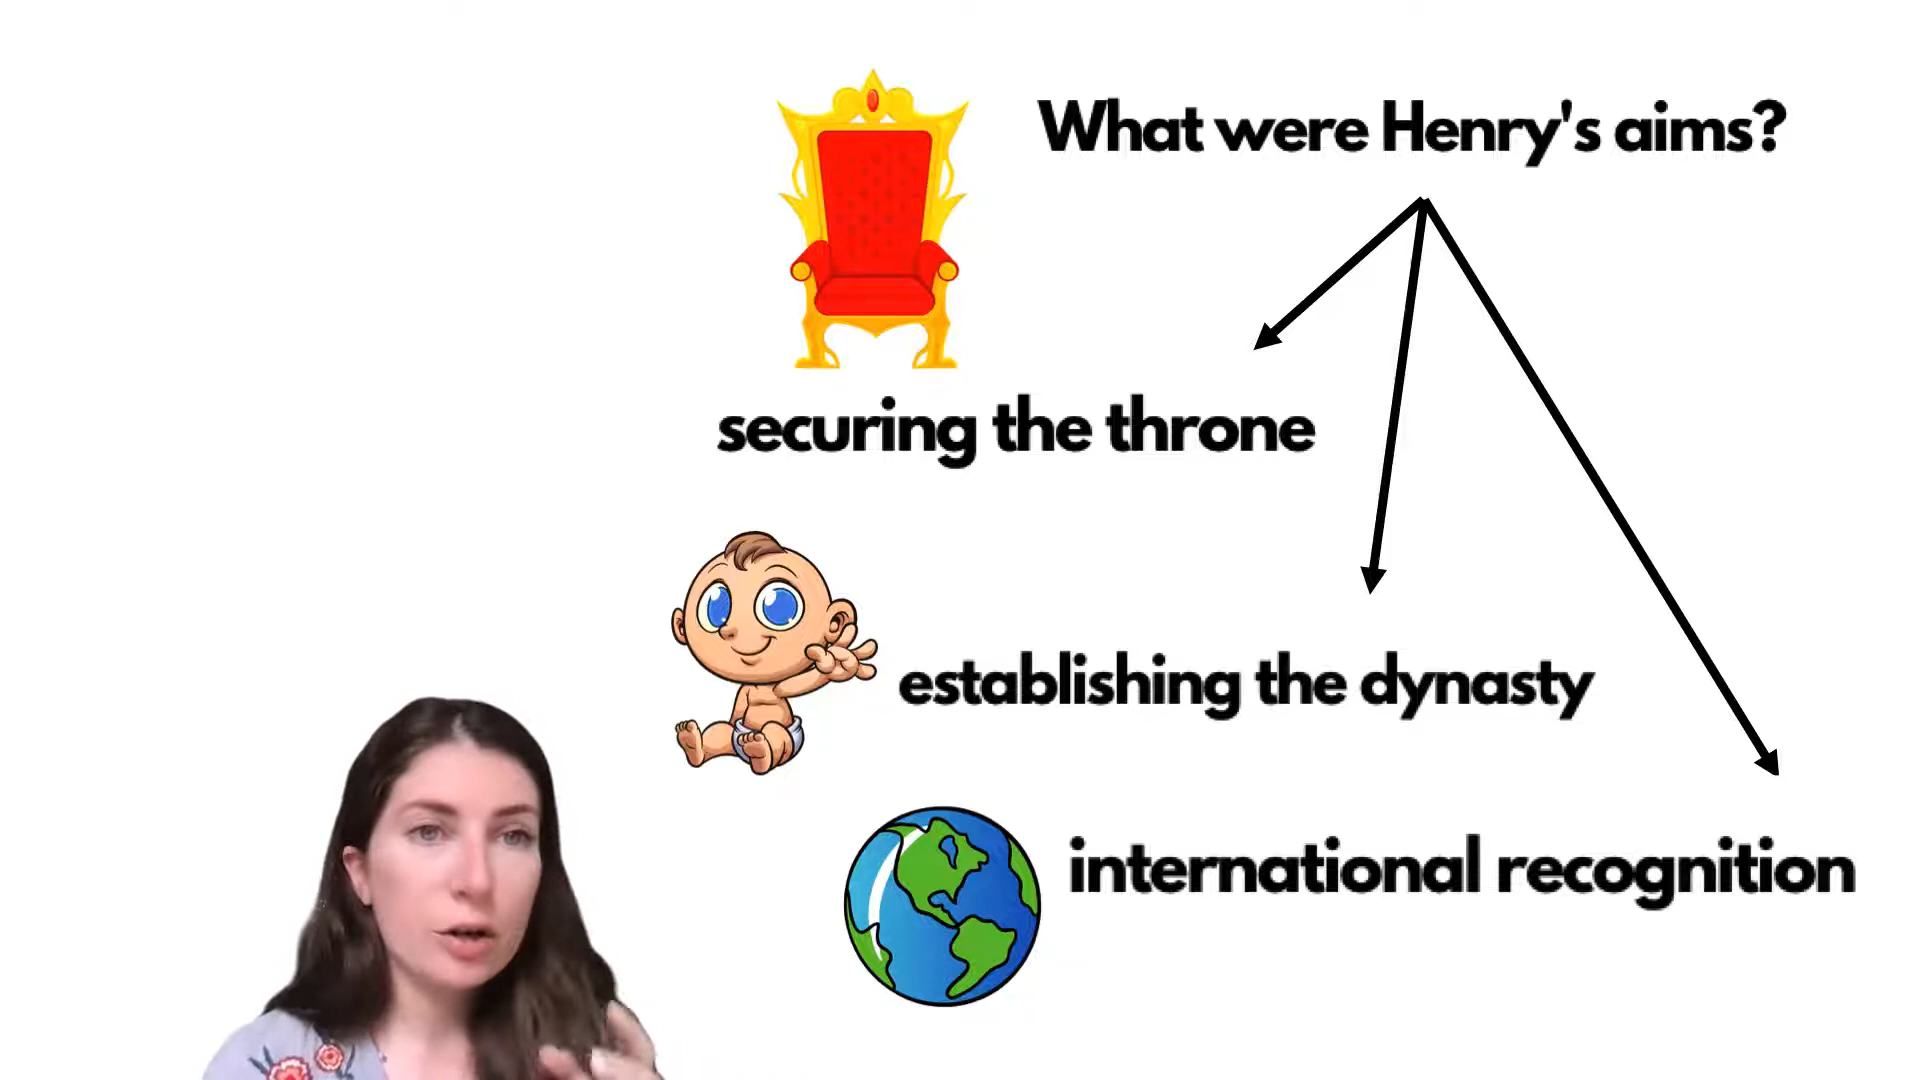 What were Henry's aims?
securing the throne
establishing the dynasty
international recognition